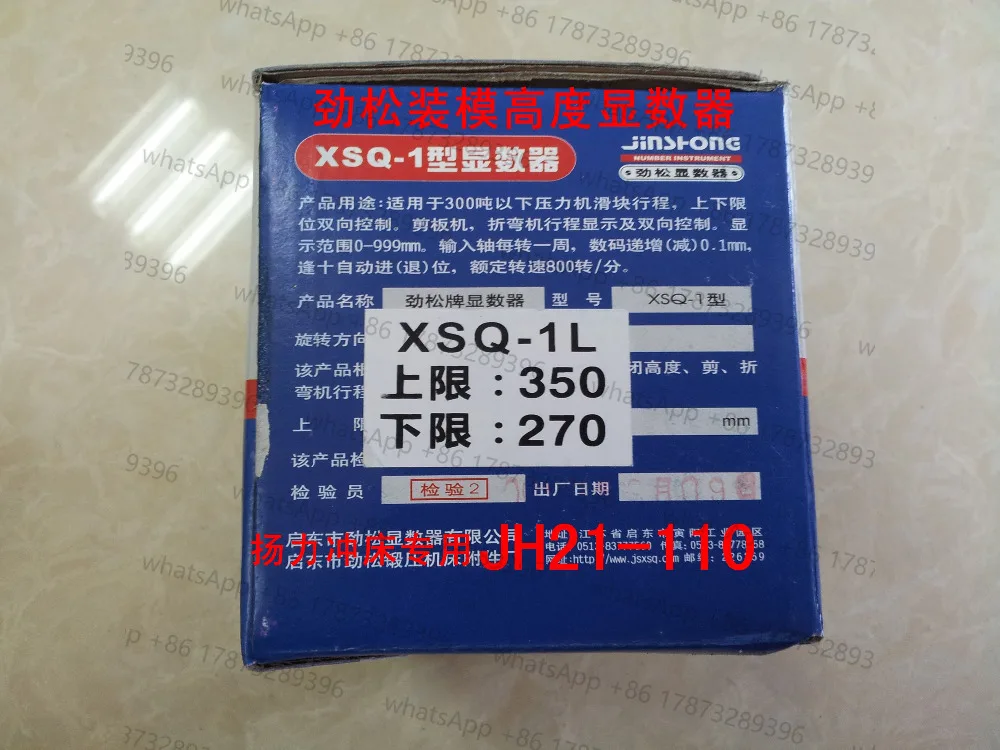 劲松装模高度显数器
XSQ-1型显数器
JINSHONG
NUMBER INSTRUMENT
劲松显数器
产品用途:适用于300吨以下压力机滑块行程,上下限
位双向控制。剪板机,折弯机行程显示及双向控制。显
示范围0-999mm。输入轴每转一周,数码递增(减)0.1mm,
逢十自动进(退)位,额定转速800转/分。
产品名称 劲松牌显数器 型 号 XSQ-1型
旋转方向
XSQ-1L
该产品根 闭高度、剪、折
上限:350
弯机行程
下限:270
上 限 mm
该产品检
检验员 检验2 出厂日期
启东市劲松显数器有限公司
启东市劲松锻压机床附件厂
扬力冲床专用JH21-110
网址:http://www.jsxsq.com 邮编:
whatsApp +86 17873289396